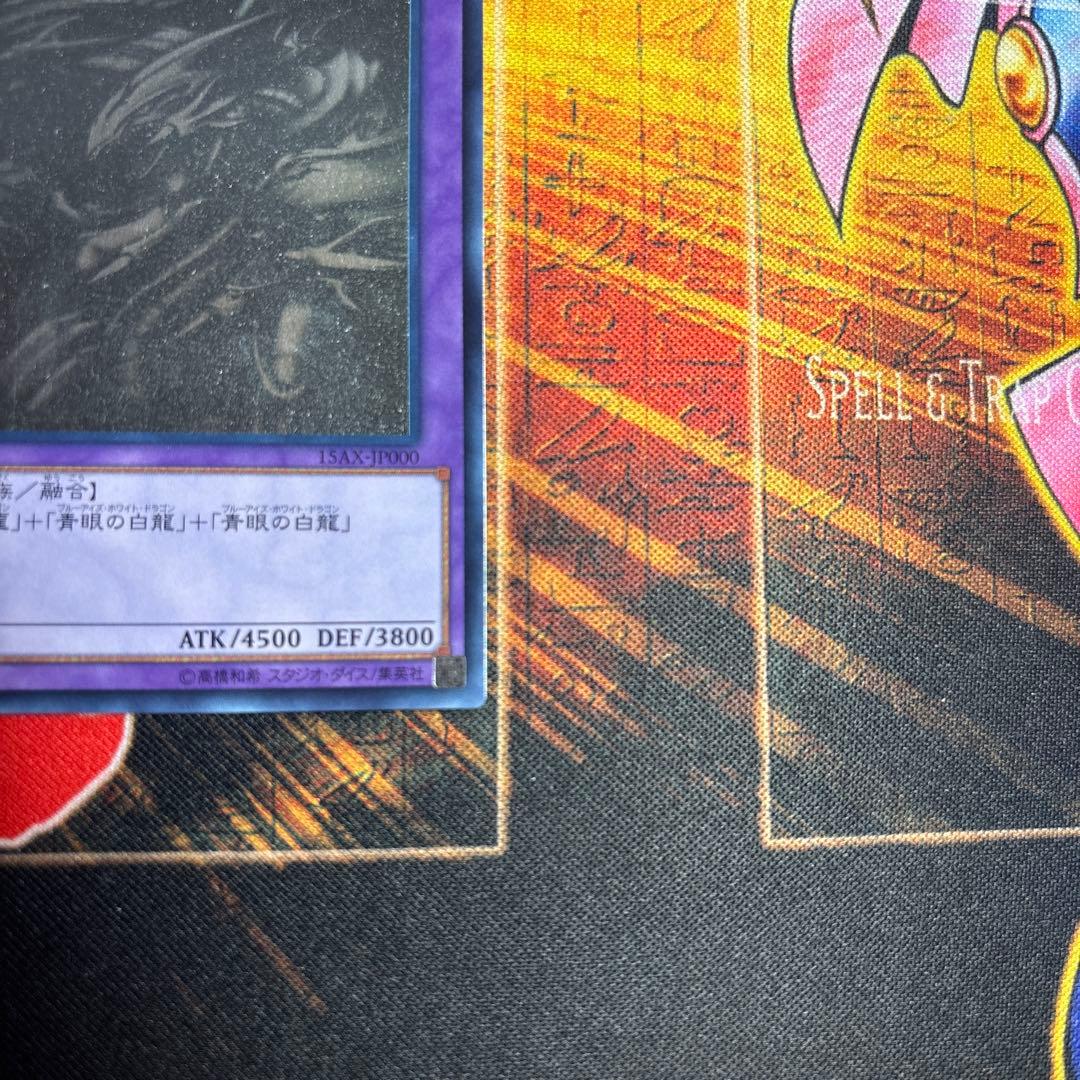 15AX-JP000
族／融合】
ブルーアイズ・ホワイト・ドラゴン ブルーアイズ・ホワイト・ドラゴン
」＋「青眼の白龍」＋「青眼の白龍」
ATK/4500 DEF/3800
©高橋和希 スタジオ・ダイス/集英社
SPELL & TRAP C